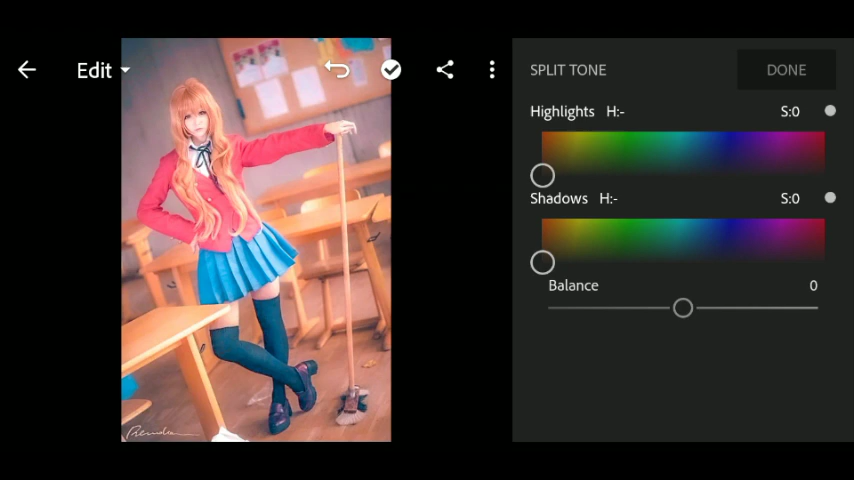 Edit
SPLIT TONE
DONE
Highlights H:- S:0
Shadows H:- S:0
Balance 0